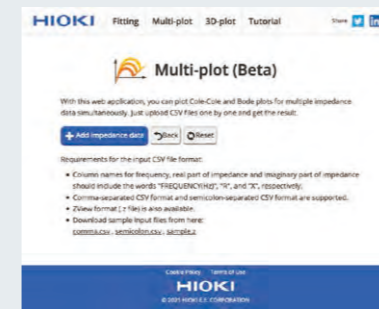 HIOKI Fitting Multi-plot 3D-plot Tutorial Share
Multi-plot (Beta)
With this web application, you can plot Cole-Cole and Bode plots for multiple impedance
data simultaneously. Just upload CSV files one by one and get the result.
Add impedance data Back Reset
Requirements for the input CSV file format:
Column names for frequency, real part of impedance and imaginary part of impedance
should include the words "FREQUENCY(Hz)", "R", and "X", respectively.
Comma-separated CSV format and semicolon-separated CSV format are supported.
ZView format (.z file) is also available.
Download sample input files from here:
comma.csv , semicolon.csv , sample.z
Cookie Policy Terms of Use
HIOKI
© 2021 HIOKI E.E. CORPORATION